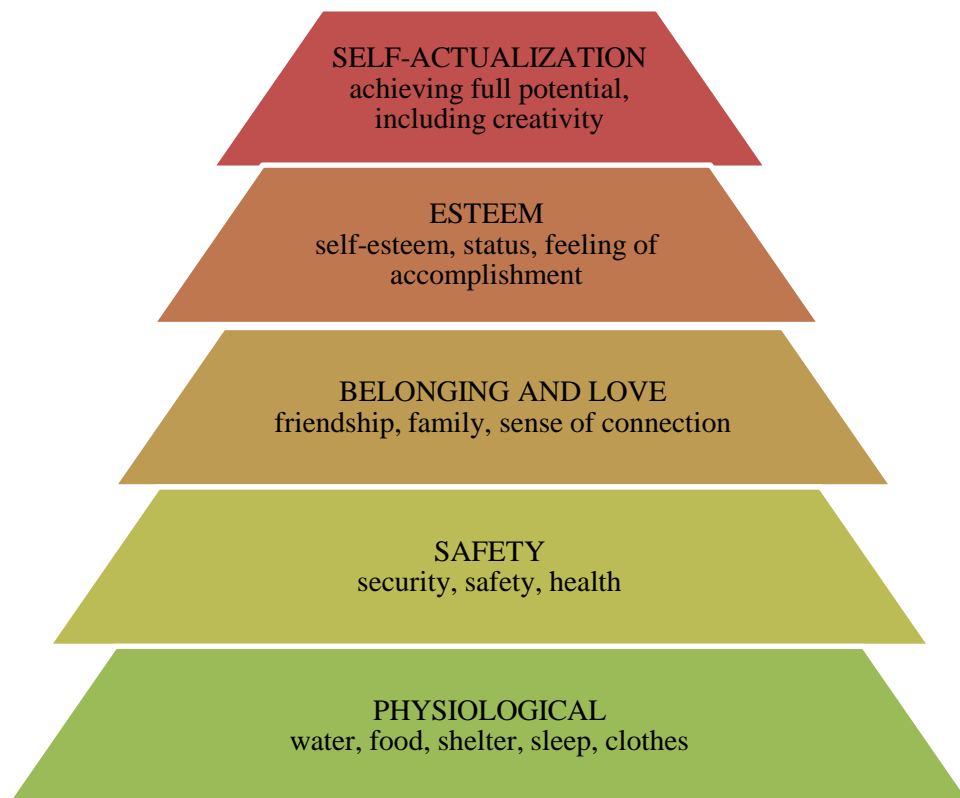 SELF-ACTUALIZATION
achieving full potential,
including creativity
ESTEEM
self-esteem, status, feeling of
accomplishment
BELONGING AND LOVE
friendship, family, sense of connection
SAFETY
security, safety, health
PHYSIOLOGICAL
water, food, shelter, sleep, clothes